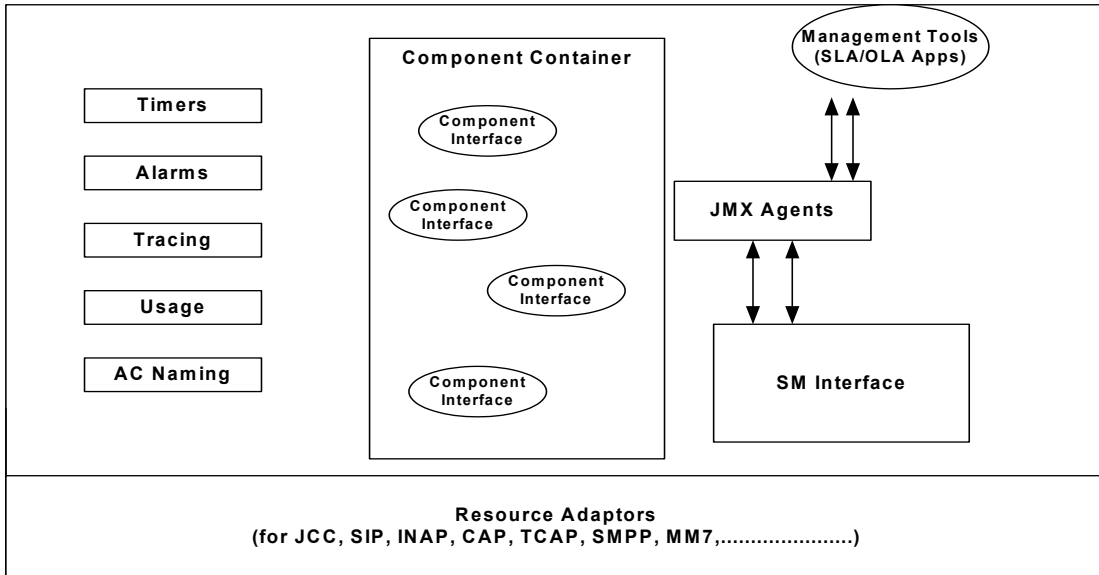 Timers
Alarms
Tracing
Usage
AC Naming
Component Container
Component
Interface
Component
Interface
Component
Interface
Component
Interface
Management Tools
(SLA/OLA Apps)
JMX Agents
SM Interface
Resource Adaptors
(for JCC, SIP, INAP, CAP, TCAP, SMPP, MM7,......................)